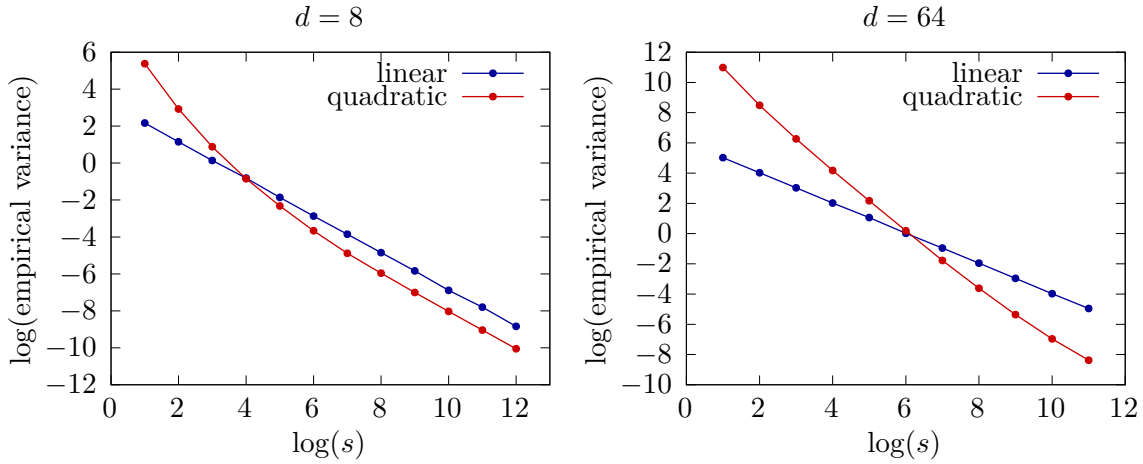 d = 8
6
4
2
0
−2
−4
−6
−8
−10
−12
0 2 4 6 8 10 12
log(empirical variance)
log(s)
linear
quadratic
d = 64
12
10
8
6
4
2
0
−2
−4
−6
−8
−10
0 2 4 6 8 10 12
log(empirical variance)
log(s)
linear
quadratic